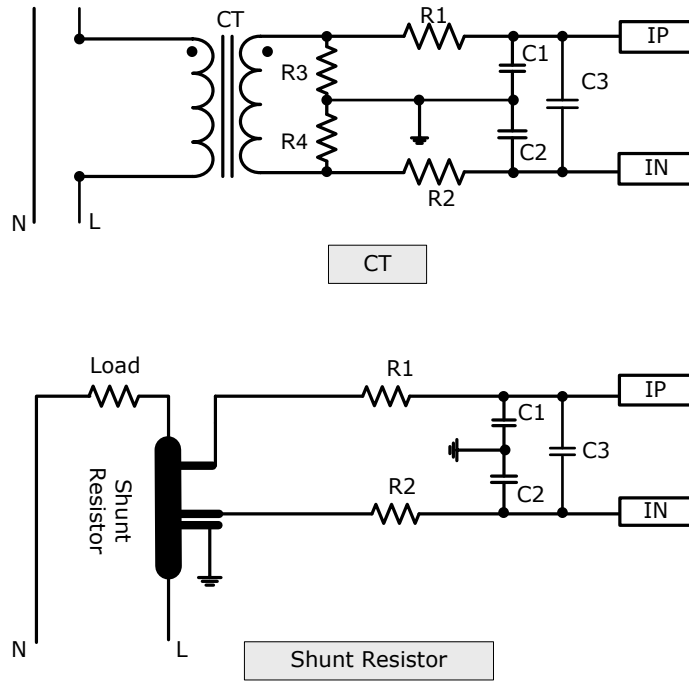 CT
R1
IP
C1
R3
C3
R4
C2
IN
R2
N
L
CT
Load
R1
IP
C1
Shunt
Resistor
C3
R2
C2
IN
N
L
Shunt Resistor